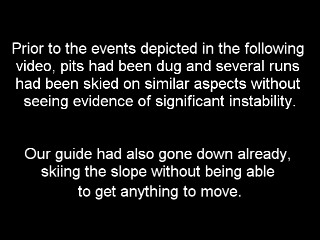 Prior to the events depicted in the following
video, pits had been dug and several runs
had been skied on similar aspects without
seeing evidence of significant instability.
Our guide had also gone down already,
skiing the slope without being able
to get anything to move.